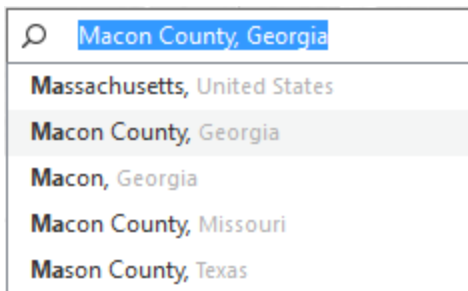 Macon County, Georgia
Massachusetts, United States
Macon County, Georgia
Macon, Georgia
Macon County, Missouri
Mason County, Texas